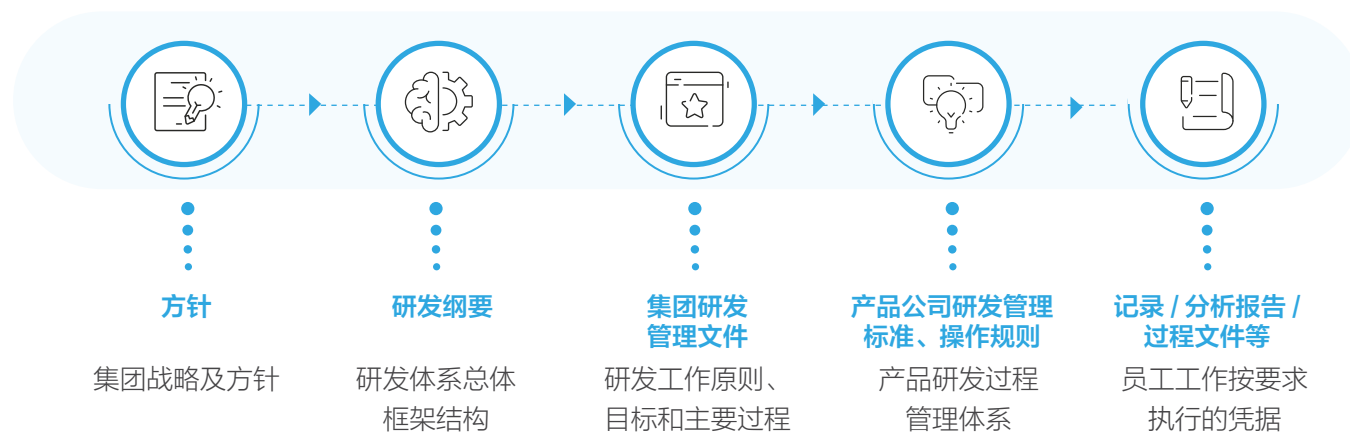 方针
集团战略及方针
研发纲要
研发体系总体
框架结构
集团研发
管理文件
研发工作原则、
目标和主要过程
产品公司研发管理
标准、操作规则
产品研发过程
管理体系
记录 / 分析报告 /
过程文件等
员工工作按要求
执行的凭据